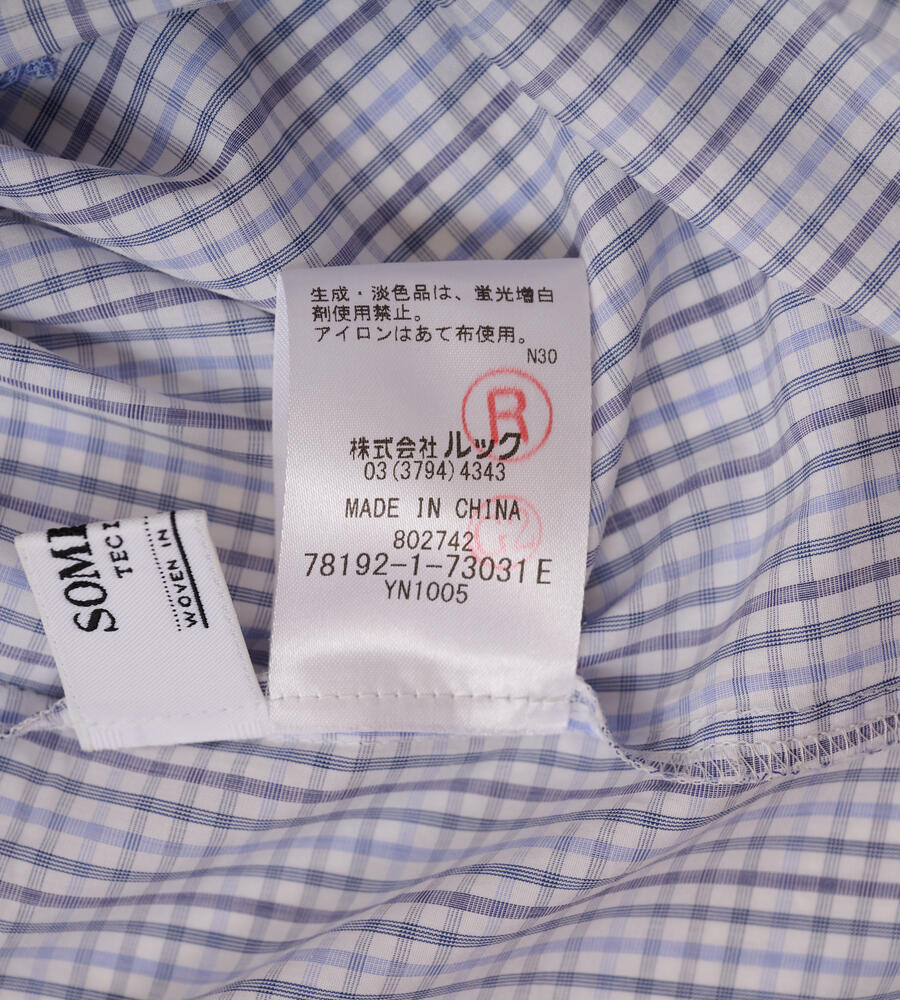 生成・淡色品は、蛍光増白
剤使用禁止。
アイロンはあて布使用。
N30
R
株式会社ルック
03(3794)4343
MADE IN CHINA
802742
78192-1-73031E
YN1005
WOVEN IN